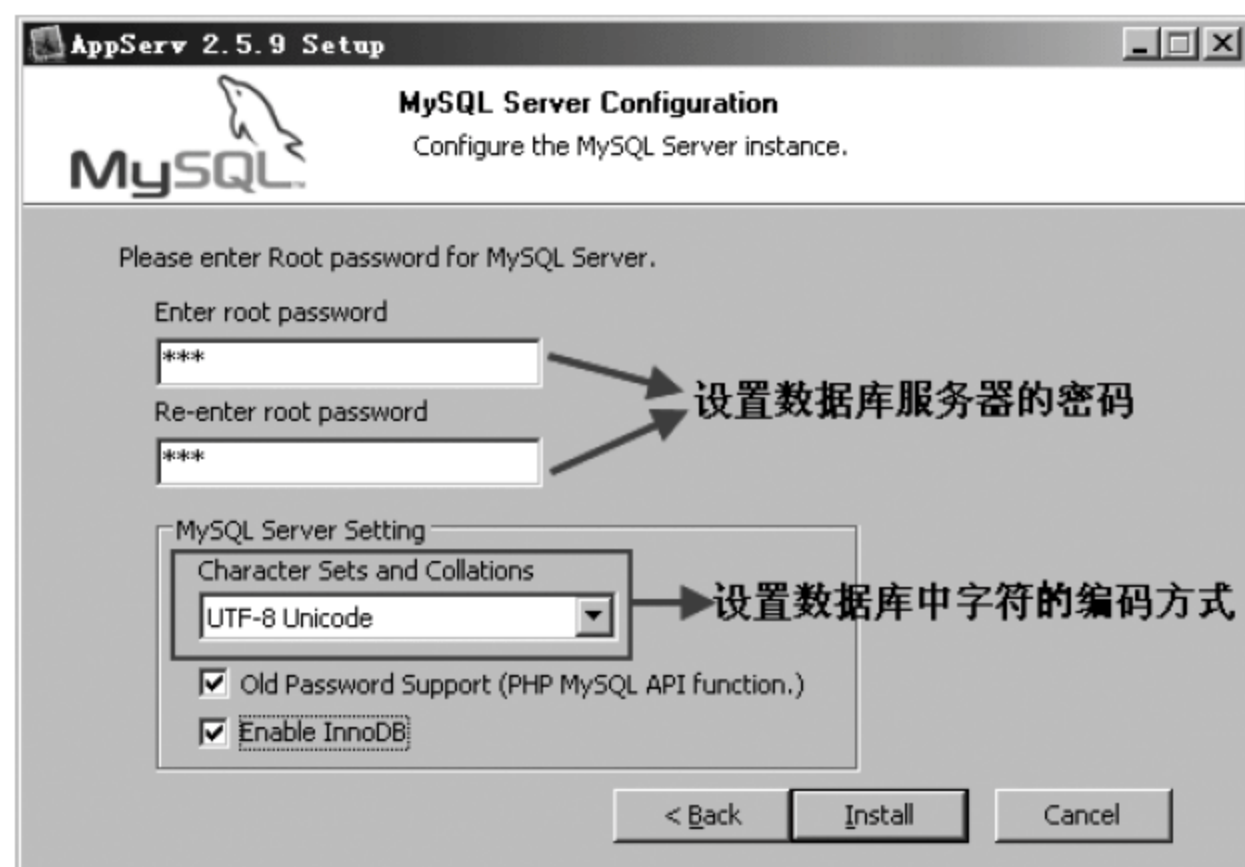 AppServ 2.5.9 Setup
MySQL
MySQL Server Configuration
Configure the MySQL Server instance.
Please enter Root password for MySQL Server.
Enter root password
***
设置数据库服务器的密码
Re-enter root password
***
MySQL Server Setting
Character Sets and Collations
UTF-8 Unicode
设置数据库中字符的编码方式
Old Password Support (PHP MySQL API function.)
Enable InnoDB
< Back
Install
Cancel